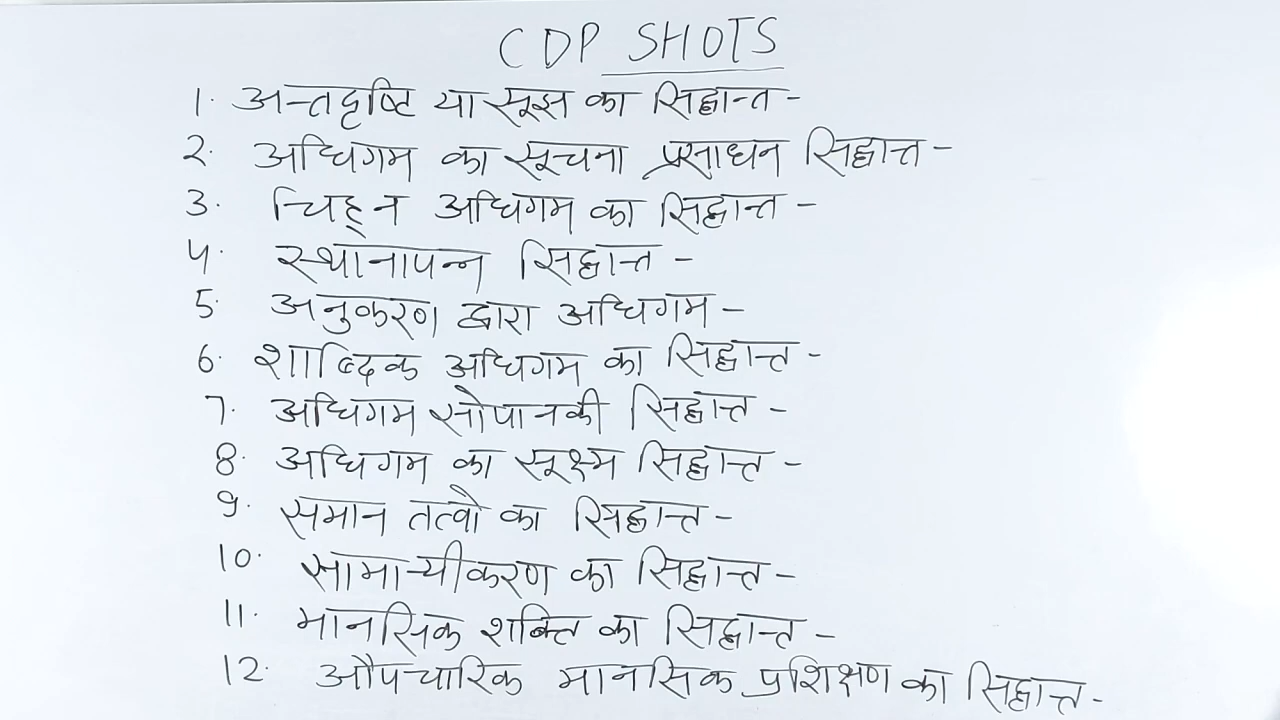 CDP SHOTS
1. अन्तदृष्टि या सूझ का सिद्धान्त -
2. अधिगम का सूचना प्रसाधन सिद्धान्त -
3. चिह्न अधिगम का सिद्धान्त -
4. स्थानापन्न सिद्धान्त -
5. अनुकरण द्वारा अधिगम -
6. शाब्दिक अधिगम का सिद्धान्त -
7. अधिगम सोपानकी सिद्धान्त -
8. अधिगम का सूक्ष्म सिद्धान्त -
9. समान तत्वो का सिद्धान्त -
10. सामान्यीकरण का सिद्धान्त -
11. मानसिक शक्ति का सिद्धान्त -
12. औपचारिक मानसिक प्रशिक्षण का सिद्धान्त -